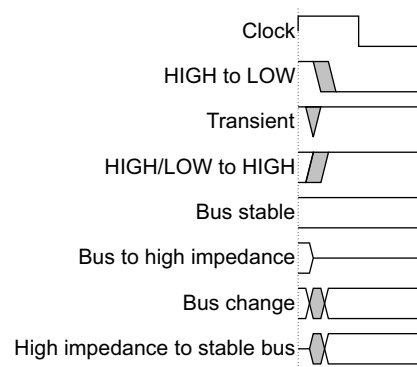 Clock
HIGH to LOW
Transient
HIGH/LOW to HIGH
Bus stable
Bus to high impedance
Bus change
High impedance to stable bus